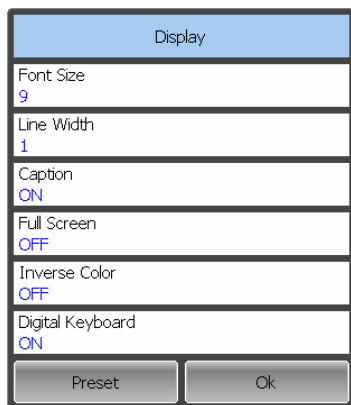 Display
Font Size
9
Line Width
1
Caption
ON
Full Screen
OFF
Inverse Color
OFF
Digital Keyboard
ON
Preset
Ok